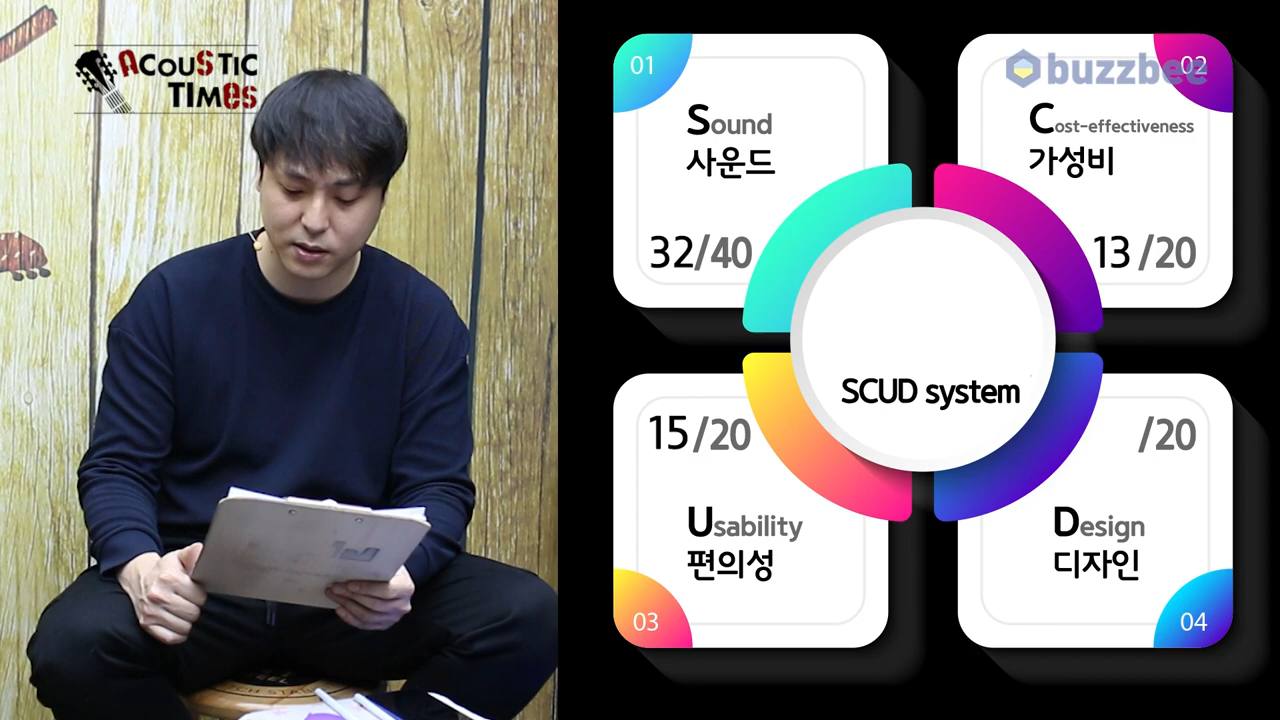 ACOUSTIC
TIMES
01
Sound
사운드
32/40
buzzbee
02
Cost-effectiveness
가성비
13/20
SCUD system
15/20
Usability
편의성
03
/20
Design
디자인
04